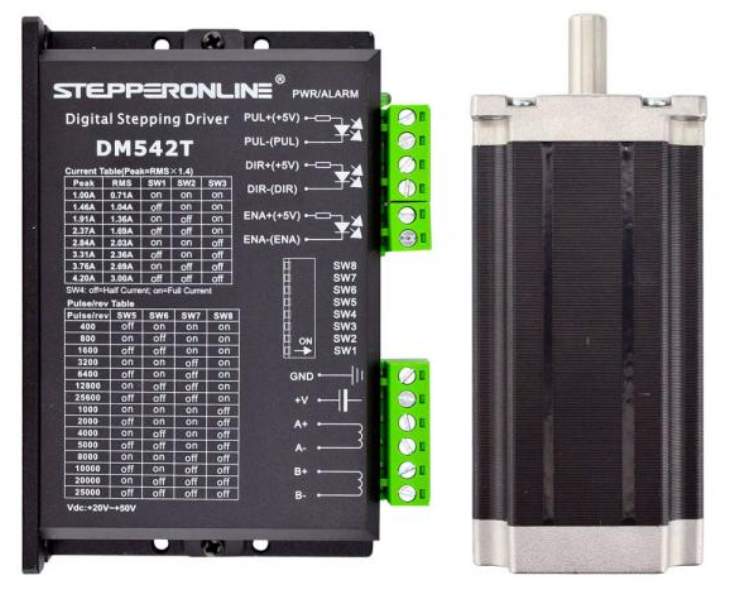 STEPPERONLINE®
Digital Stepping Driver
DM542T
Current Table(Peak=RMS×1.4)
Peak RMS SW1 SW2 SW3
1.00A 0.71A on on on
1.46A 1.04A off on on
1.91A 1.36A on off on
2.37A 1.69A off off on
2.84A 2.03A on on off
3.31A 2.36A off on off
3.76A 2.69A on off off
4.20A 3.00A off off off
SW4: off=Half Current; on=Full Current
Pulse/rev Table
Pulse/rev SW5 SW6 SW7 SW8
400 off on on on
800 on off on on
1600 off off on on
3200 on on off on
6400 off on off on
12800 on off off on
25600 off off off on
1000 on on on off
2000 off on on off
4000 on off on off
5000 off off on off
8000 on on off off
10000 off on off off
20000 on off off off
25000 off off off off
Vdc:+20V~+50V
PWR/ALARM
PUL+(+5V)
PUL-(PUL)
DIR+(+5V)
DIR-(DIR)
ENA+(+5V)
ENA-(ENA)
SW8
SW7
SW6
SW5
SW4
SW3
ON SW2
SW1
GND
+V
A+
A-
B+
B-